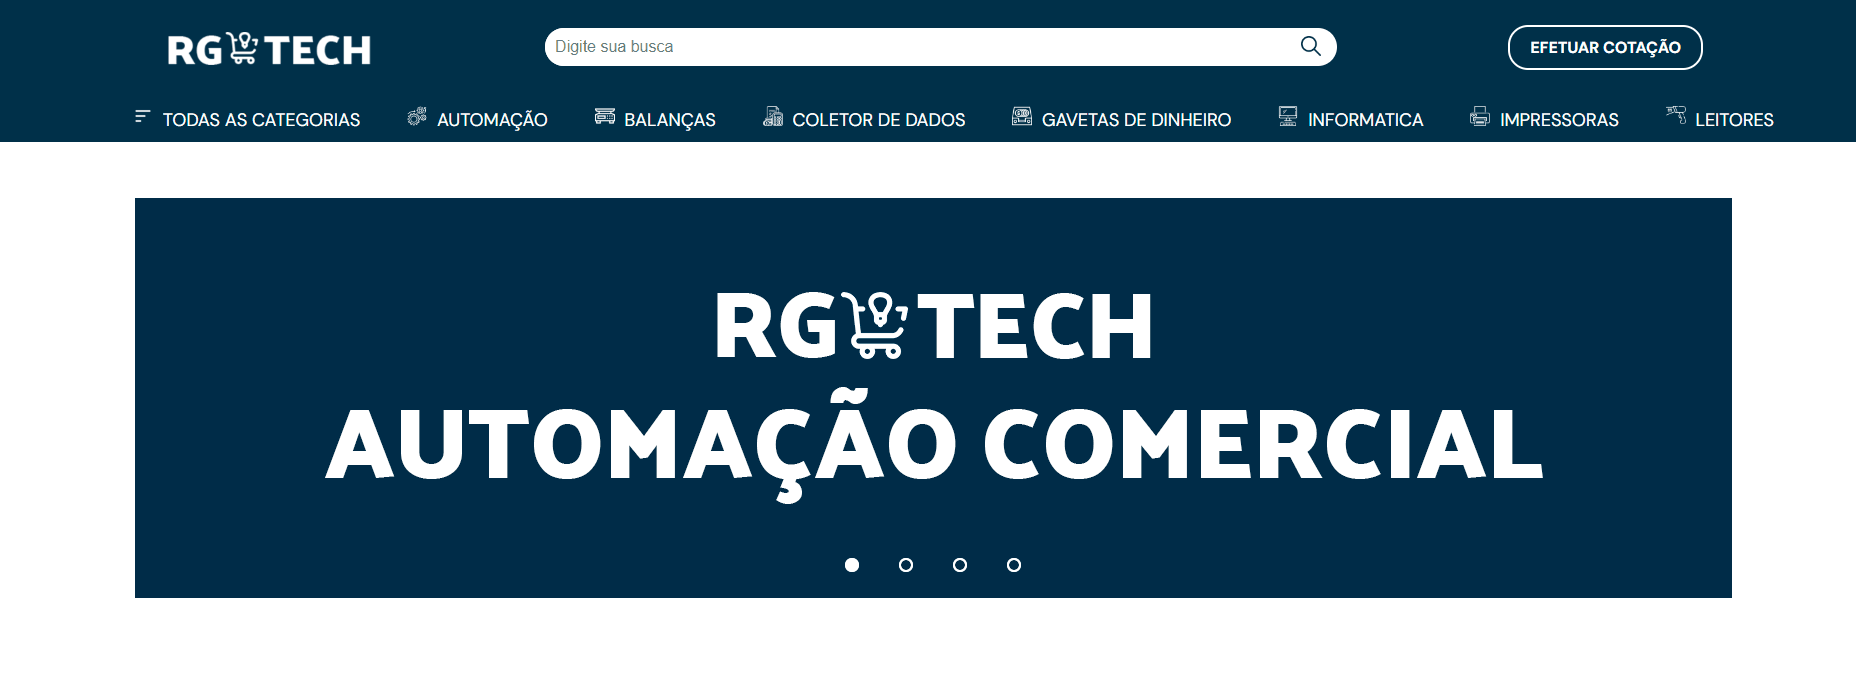 RG TECH
Digite sua busca
EFETUAR COTAÇÃO
TODAS AS CATEGORIAS
AUTOMAÇÃO
BALANÇAS
COLETOR DE DADOS
GAVETAS DE DINHEIRO
INFORMATICA
IMPRESSORAS
LEITORES
RG TECH
AUTOMAÇÃO COMERCIAL